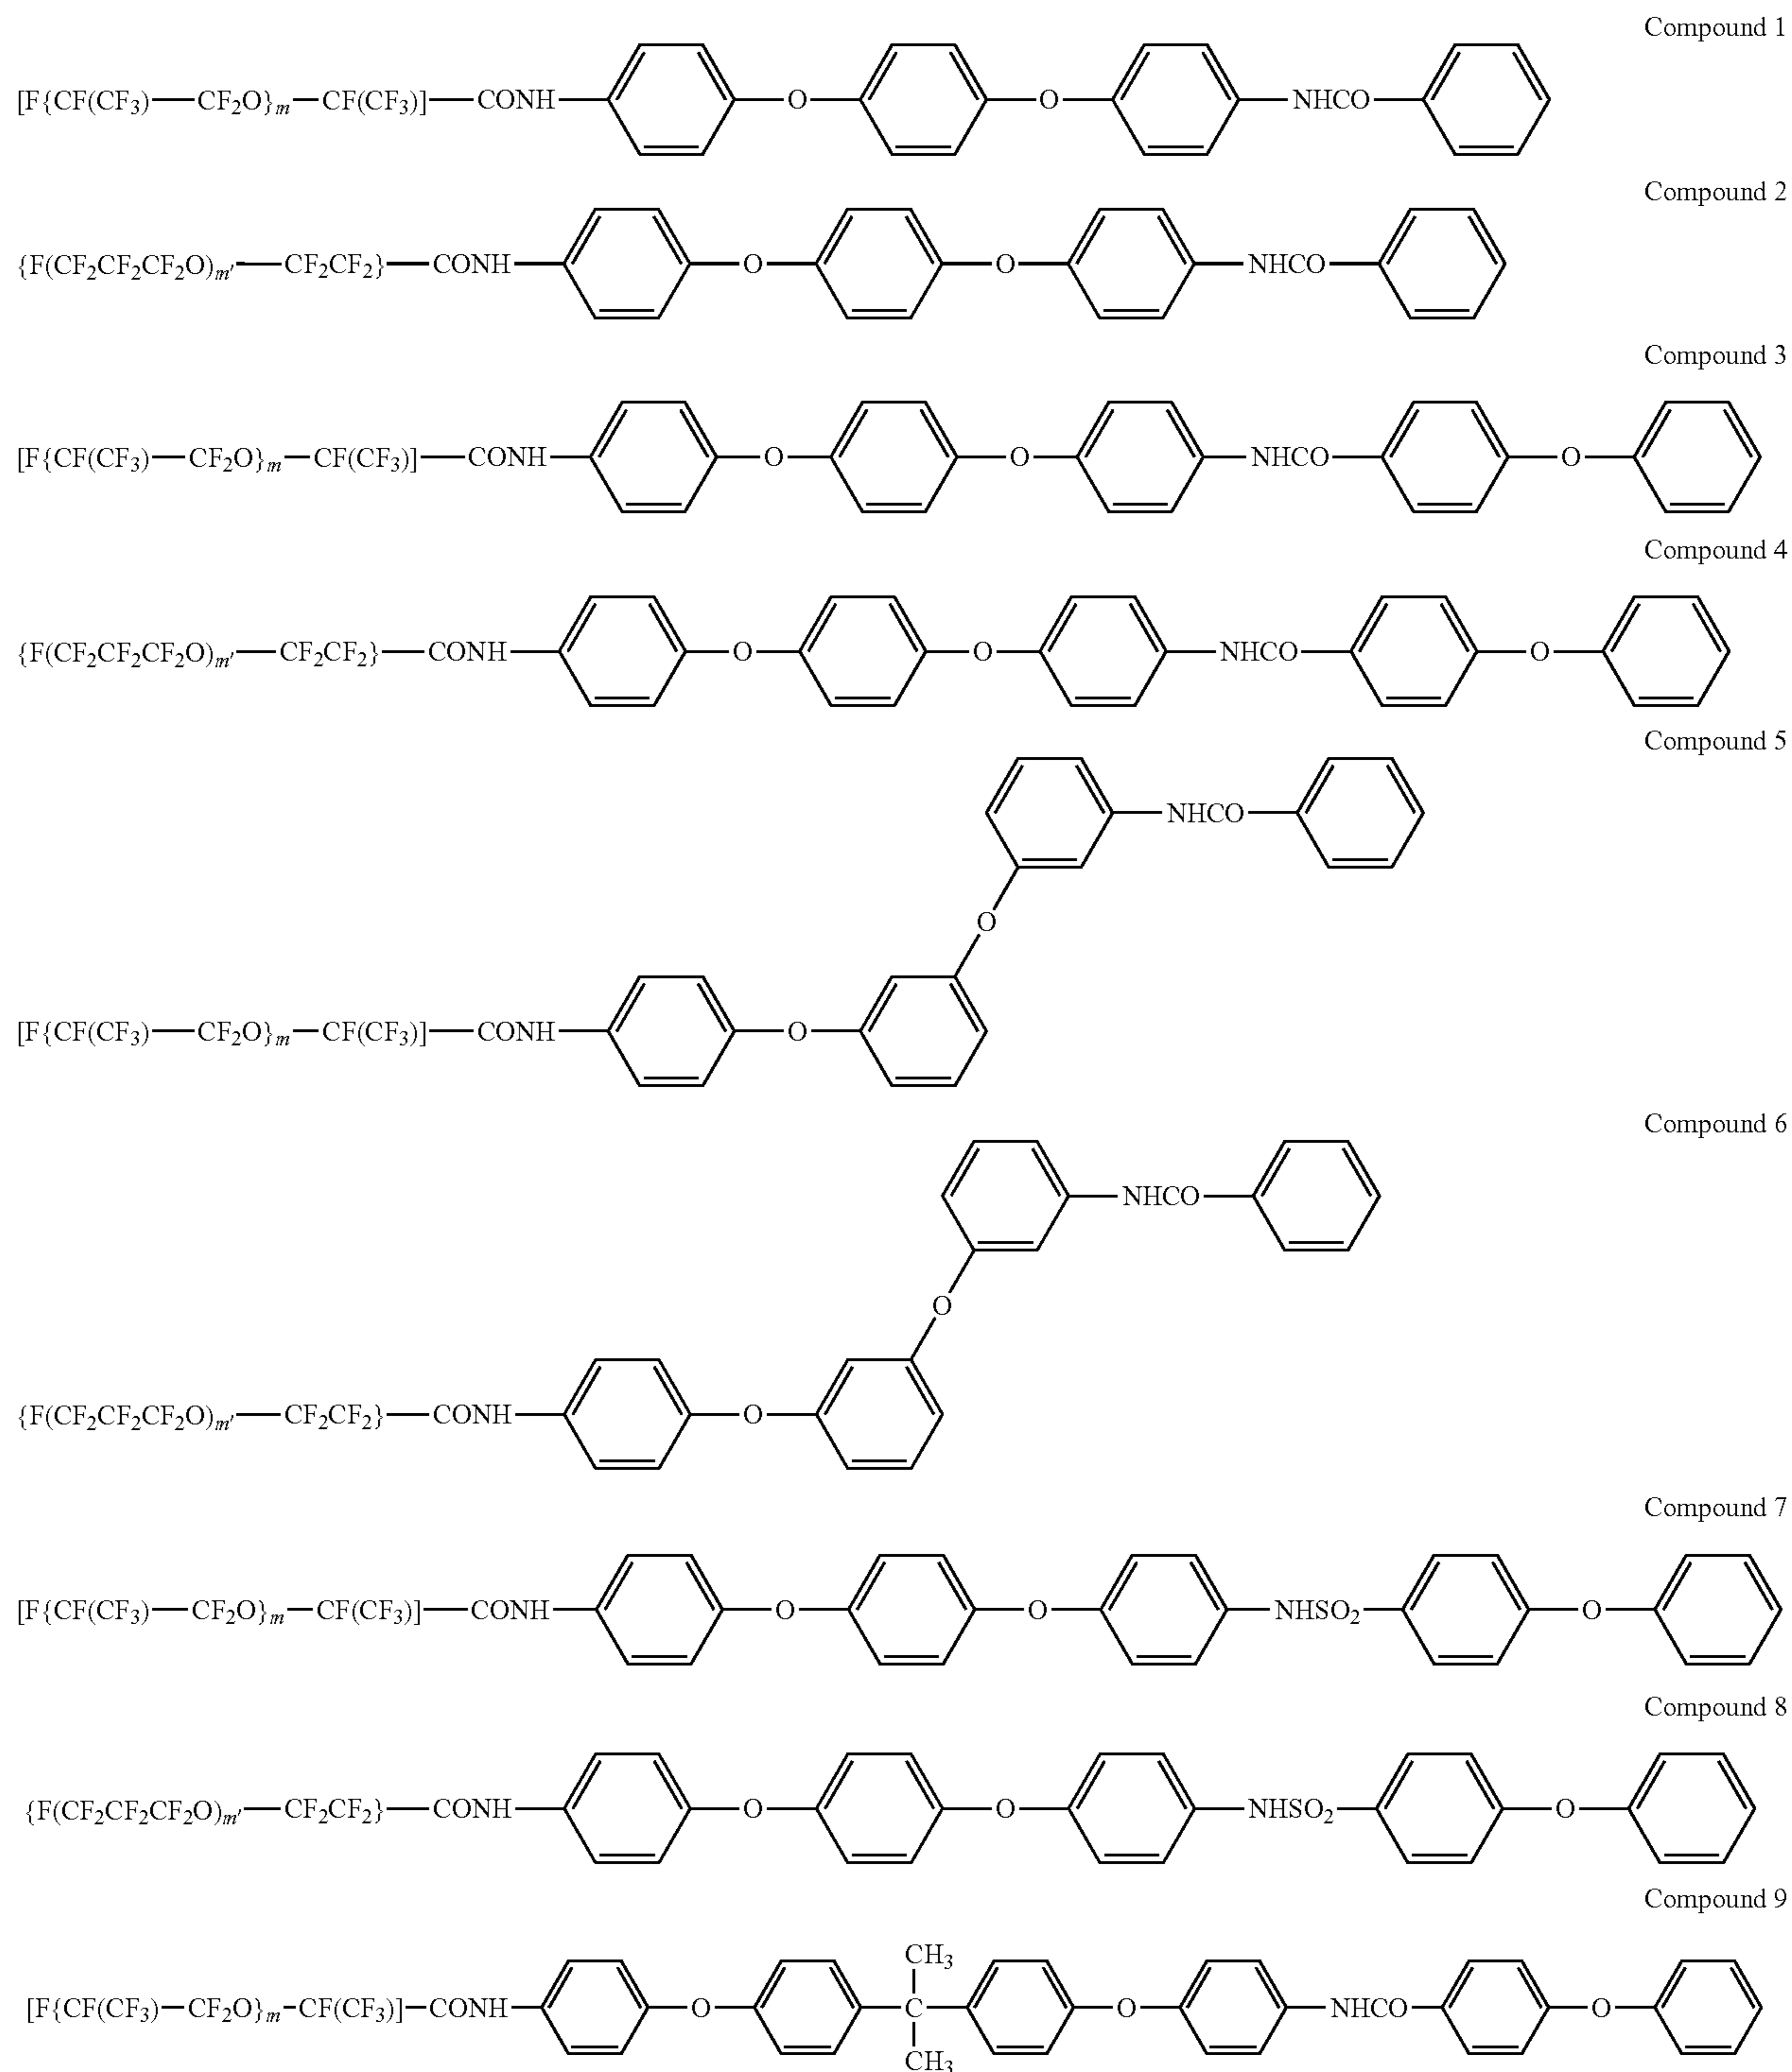 Compound 1
[F{CF(CF₃)—CF₂O}ₘ—CF(CF₃)]—CONH—O—O—NHCO
Compound 2
{F(CF₂CF₂CF₂O)ₘ′—CF₂CF₂}—CONH—O—O—NHCO
Compound 3
[F{CF(CF₃)—CF₂O}ₘ—CF(CF₃)]—CONH—O—O—NHCO—O
Compound 4
{F(CF₂CF₂CF₂O)ₘ′—CF₂CF₂}—CONH—O—O—NHCO—O
Compound 5
NHCO
O
[F{CF(CF₃)—CF₂O}ₘ—CF(CF₃)]—CONH—O
Compound 6
NHCO
O
{F(CF₂CF₂CF₂O)ₘ′—CF₂CF₂}—CONH—O
Compound 7
[F{CF(CF₃)—CF₂O}ₘ—CF(CF₃)]—CONH—O—O—NHSO₂—O
Compound 8
{F(CF₂CF₂CF₂O)ₘ′—CF₂CF₂}—CONH—O—O—NHSO₂—O
Compound 9
CH₃
[F{CF(CF₃)—CF₂O}ₘ—CF(CF₃)]—CONH—O—C—O—NHCO—O
CH₃